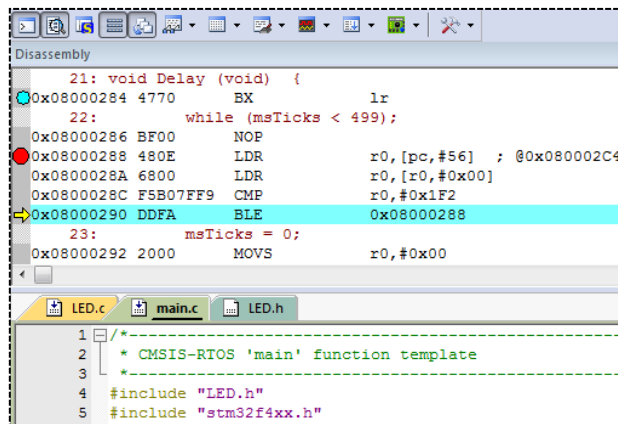 Disassembly
21: void Delay (void)  {
0x08000284 4770      BX       lr
22:       while (msTicks < 499);
0x08000286 BF00      NOP
0x08000288 480E      LDR      r0,[pc,#56]  ; @0x080002C4
0x0800028A 6800      LDR      r0,[r0,#0x00]
0x0800028C F5B07FF9  CMP      r0,#0x1F2
0x08000290 DDFA      BLE      0x08000288
23:       msTicks = 0;
0x08000292 2000      MOVS     r0,#0x00
LED.c main.c LED.h
1 /*----------------------------------------------------
2  * CMSIS-RTOS 'main' function template
3  *----------------------------------------------------
4 #include "LED.h"
5 #include "stm32f4xx.h"